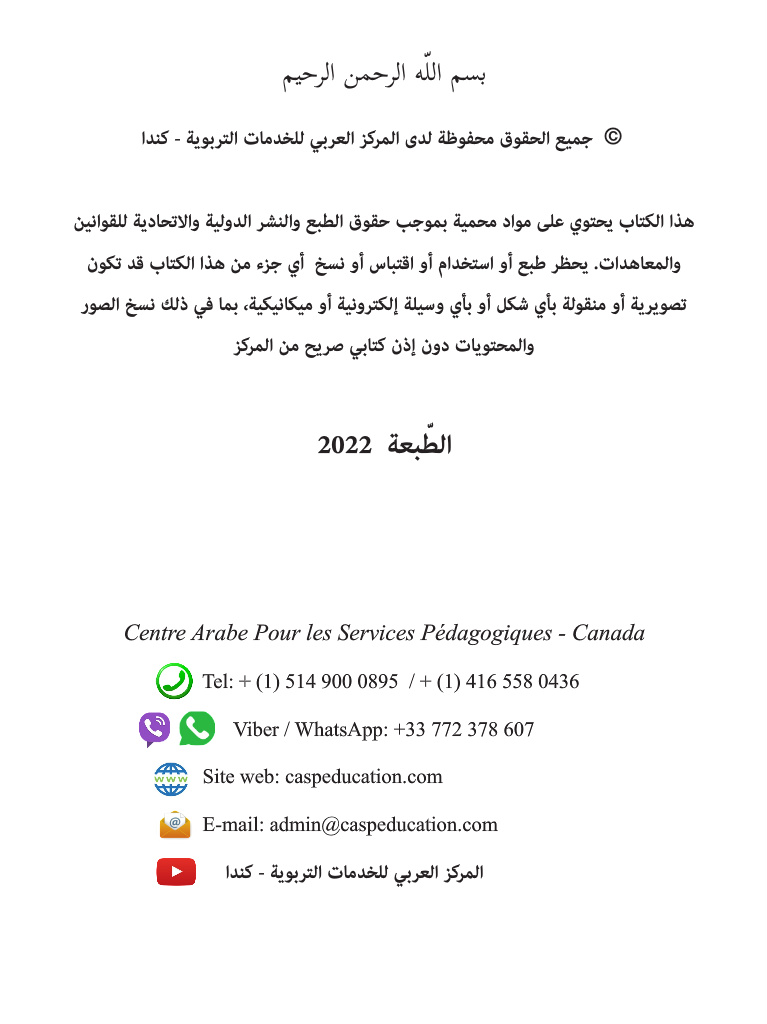 بسم اللّه الرحمن الرحيم
© جميع الحقوق محفوظة لدى المركز العربي للخدمات التربوية - كندا
هذا الكتاب يحتوي على مواد محمية بموجب حقوق الطبع والنشر الدولية والاتحادية للقوانين
والمعاهدات. يحظر طبع أو استخدام أو اقتباس أو نسخ أي جزء من هذا الكتاب قد تكون
تصويرية أو منقولة بأي شكل أو بأي وسيلة إلكترونية أو ميكانيكية، بما في ذلك نسخ الصور
والمحتويات دون إذن كتابي صريح من المركز
الطّبعة 2022
Centre Arabe Pour les Services Pédagogiques - Canada
Tel: + (1) 514 900 0895 / + (1) 416 558 0436
Viber / WhatsApp: +33 772 378 607
www Site web: caspeducation.com
@ E-mail: admin@caspeducation.com
المركز العربي للخدمات التربوية - كندا